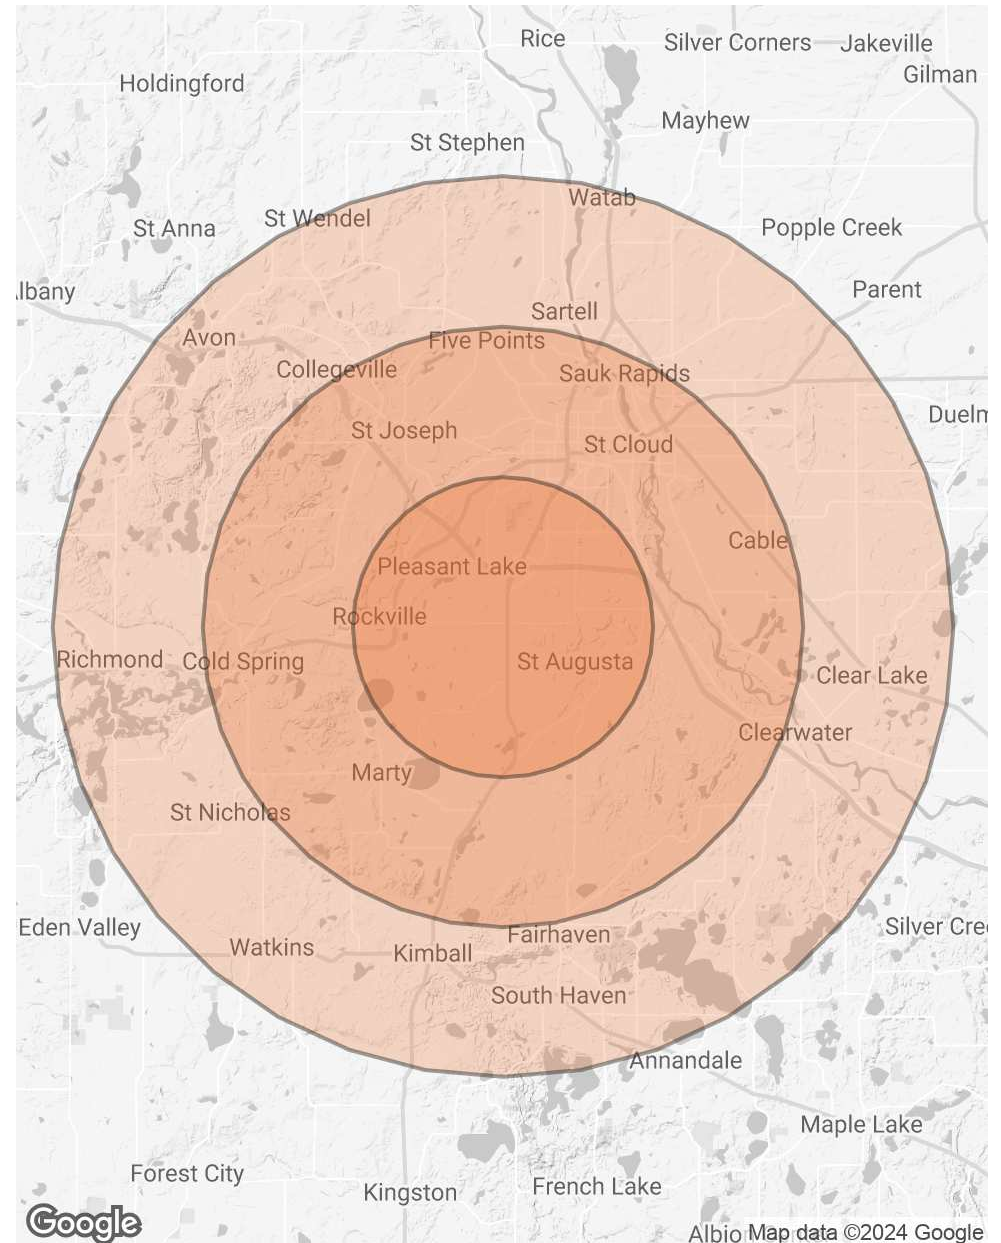 Rice
Silver Corners
Jakeville
Gilman
Holdingford
Mayhew
St Stephen
Watab
St Wendel
St Anna
Popple Creek
lbany
Parent
Sartell
Avon
Five Points
Collegeville
Sauk Rapids
Duelm
St Joseph
St Cloud
Cable
Pleasant Lake
Rockville
Richmond
Cold Spring
St Augusta
Clear Lake
Clearwater
Marty
St Nicholas
Eden Valley
Silver Cree
Fairhaven
Watkins
Kimball
South Haven
Annandale
Maple Lake
Forest City
Kingston
French Lake
Google
Albion
Map data ©2024 Google